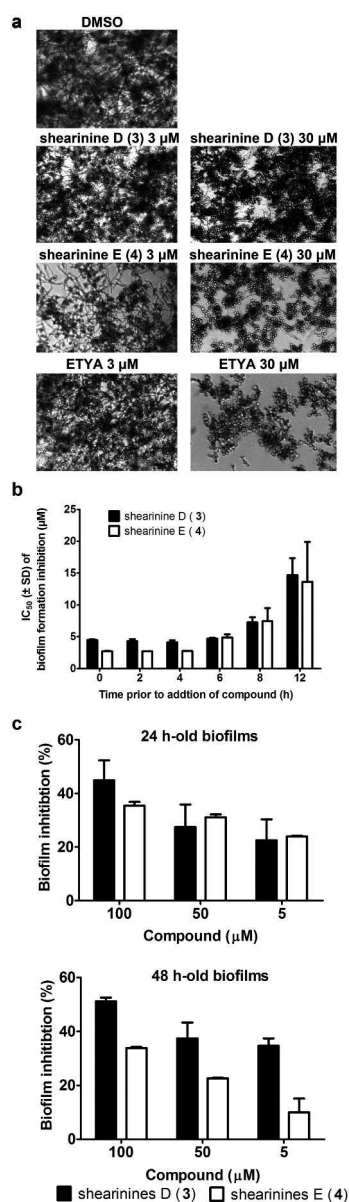 a
DMSO
shearinine D (3) 3 µM
shearinine D (3) 30 µM
shearinine E (4) 3 µM
shearinine E (4) 30 µM
ETYA 3 µM
ETYA 30 µM
b
IC50 (± SD) of
biofilm formation inhibition (µM)
25
20
15
10
5
0
shearinine D (3)
shearinine E (4)
0 2 4 6 8 12
Time prior to addtion of compound (h)
c
24 h-old biofilms
Biofilm inhitibtion (%)
60
40
20
0
100 50 5
Compound (µM)
48 h-old biofilms
Biofilm inhitibtion (%)
60
40
20
0
100 50 5
Compound (µM)
shearinines D (3)
shearinines E (4)